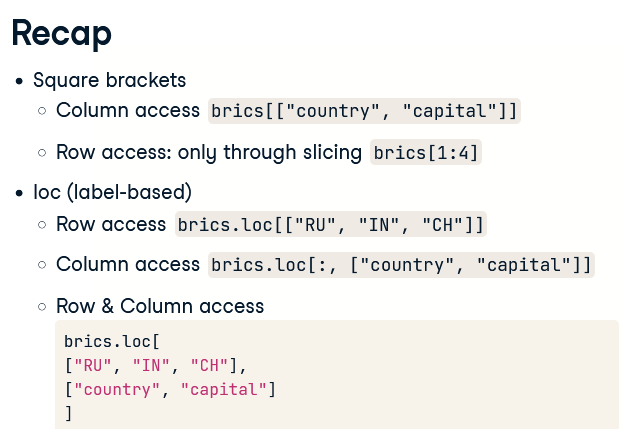 Recap
• Square brackets
○ Column access brics[["country", "capital"]]
○ Row access: only through slicing brics[1:4]
• loc (label-based)
○ Row access brics.loc[["RU", "IN", "CH"]]
○ Column access brics.loc[:, ["country", "capital"]]
○ Row & Column access
brics.loc[
["RU", "IN", "CH"],
["country", "capital"]
]